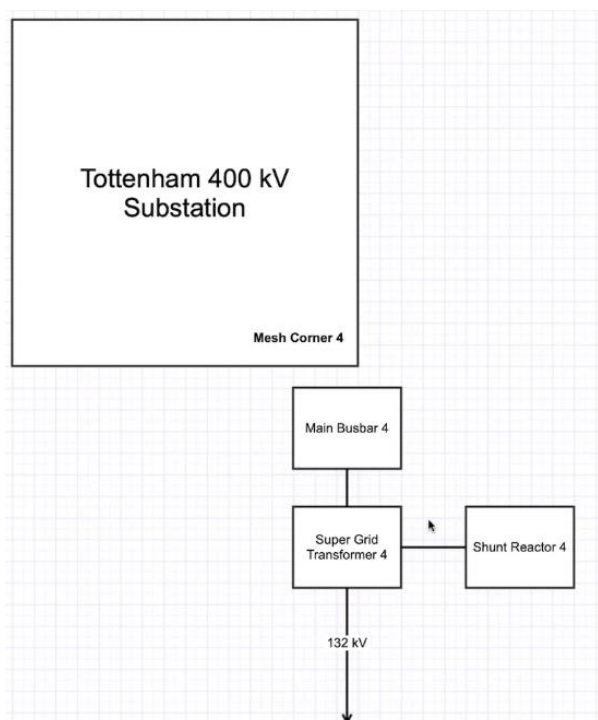 Tottenham 400 kV
Substation
Mesh Corner 4
Main Busbar 4
Super Grid
Transformer 4
Shunt Reactor 4
132 kV